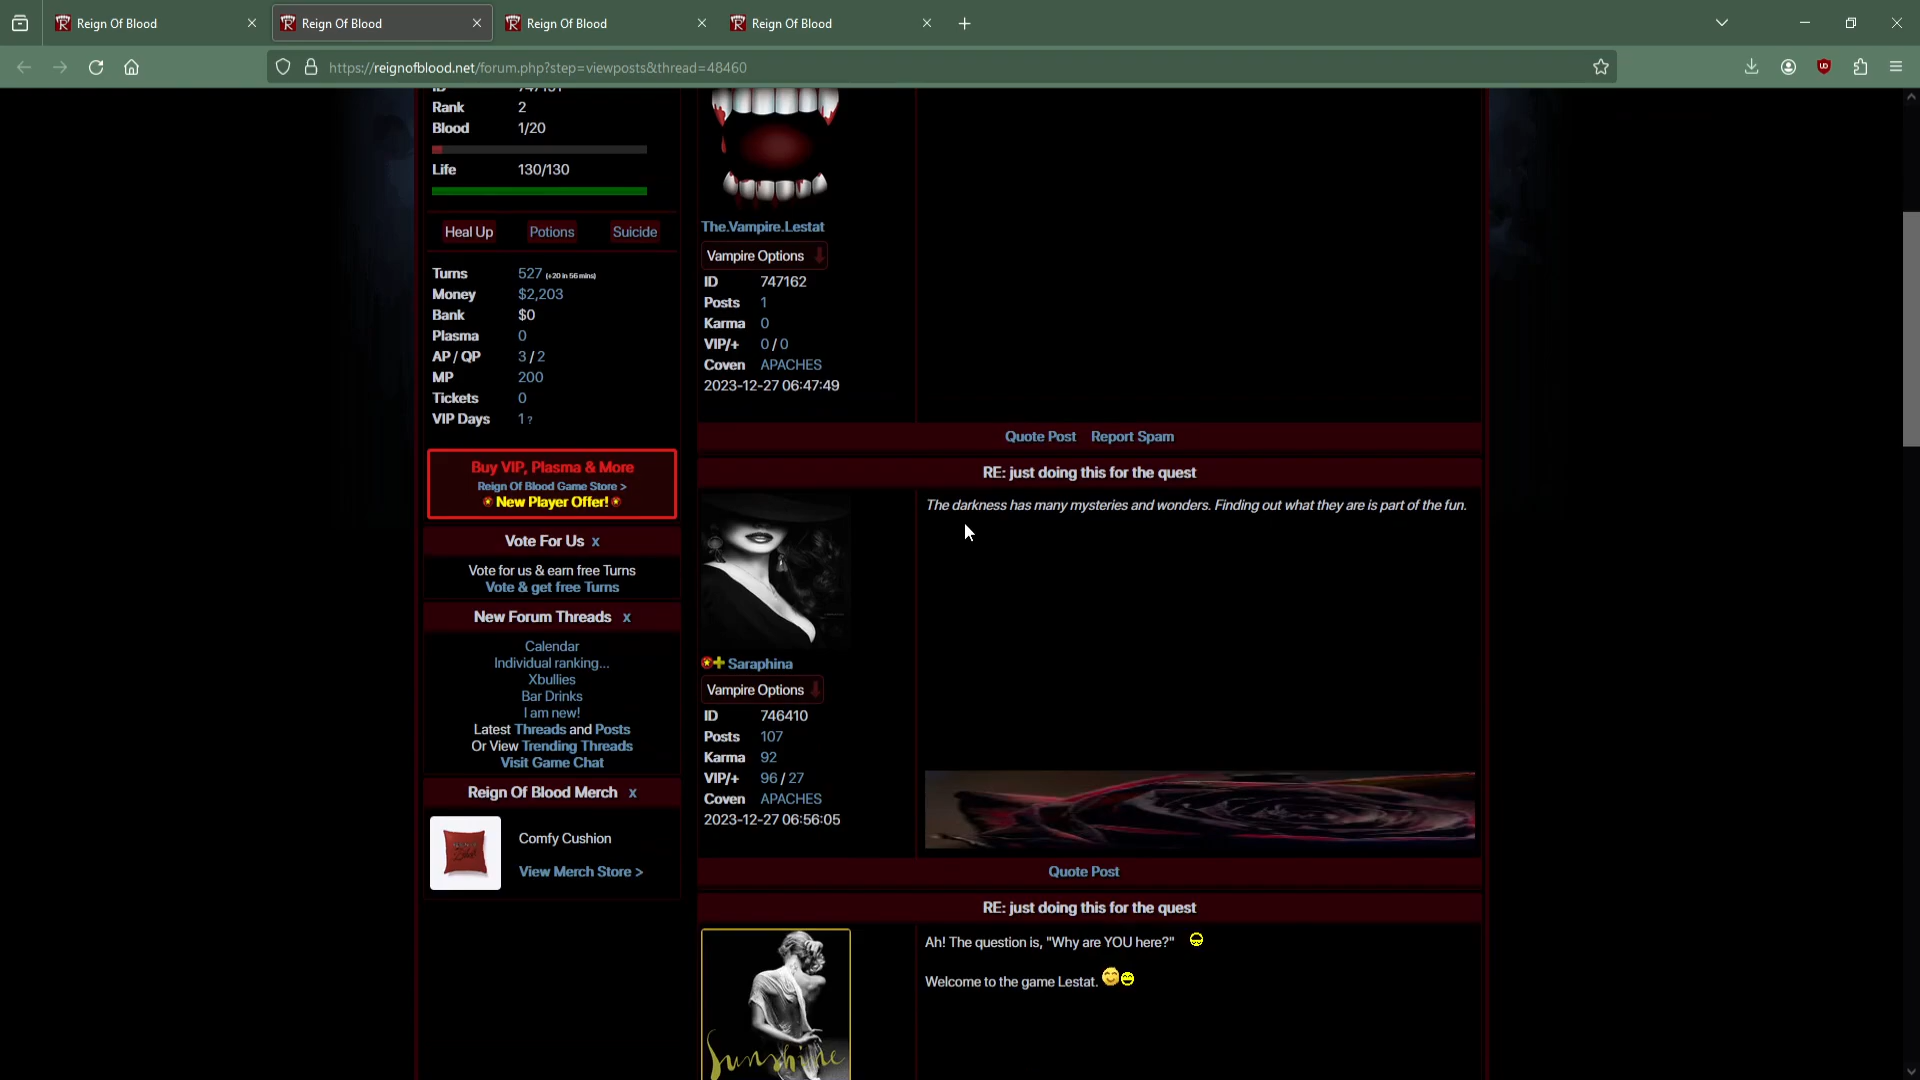 Reign Of Blood
Reign Of Blood
Reign Of Blood
Reign Of Blood
https://reignofblood.net/forum.php?step=viewposts&thread=48460
Rank 2
Blood 1/20
Life 130/130
Heal Up Potions Suicide
Turns 527 (+20 in 56 mins)
Money $2,203
Bank $0
Plasma 0
AP / QP 3 / 2
MP 200
Tickets 0
VIP Days 1 ?
Buy VIP, Plasma & More
Reign Of Blood Game Store >
New Player Offer!
Vote For Us x
Vote for us & earn free Turns
Vote & get free Turns
New Forum Threads x
Calendar
Individual ranking...
Xbullies
Bar Drinks
I am new!
Latest Threads and Posts
Or View Trending Threads
Visit Game Chat
Reign Of Blood Merch x
Comfy Cushion
View Merch Store >
The.Vampire.Lestat
Vampire Options
ID 747162
Posts 1
Karma 0
VIP/+ 0 / 0
Coven APACHES
2023-12-27 06:47:49
Quote Post Report Spam
RE: just doing this for the quest
The darkness has many mysteries and wonders. Finding out what they are is part of the fun.
Saraphina
Vampire Options
ID 746410
Posts 107
Karma 92
VIP/+ 96 / 27
Coven APACHES
2023-12-27 06:56:05
Quote Post
RE: just doing this for the quest
Ah! The question is, "Why are YOU here?"
Welcome to the game Lestat.
Sunshine